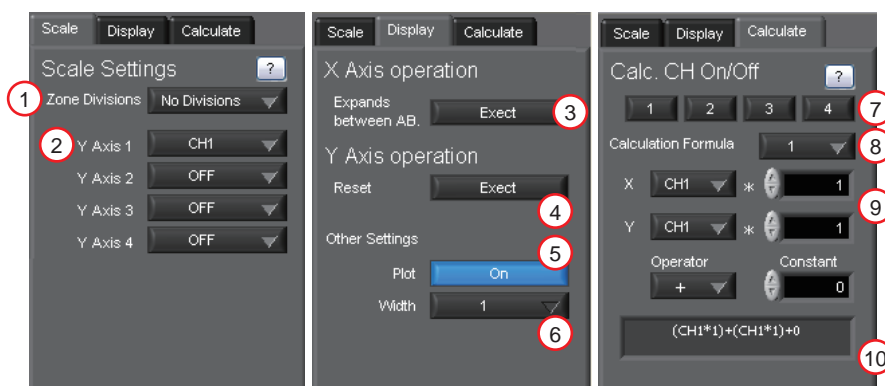 Scale Display Calculate
Scale Settings ?
1 Zone Divisions No Divisions
2 Y Axis 1 CH1
Y Axis 2 OFF
Y Axis 3 OFF
Y Axis 4 OFF
Scale Display Calculate
X Axis operation
Expands
between AB. Exect 3
Y Axis operation
Reset Exect
4
Other Settings
5
Plot On
Width 1
6
Scale Display Calculate
Calc. CH On/Off ?
1 2 3 4 7
Calculation Formula 1 8
X CH1 * 1
9
Y CH1 * 1
Operator Constant
+ 0
(CH1*1)+(CH1*1)+0
10